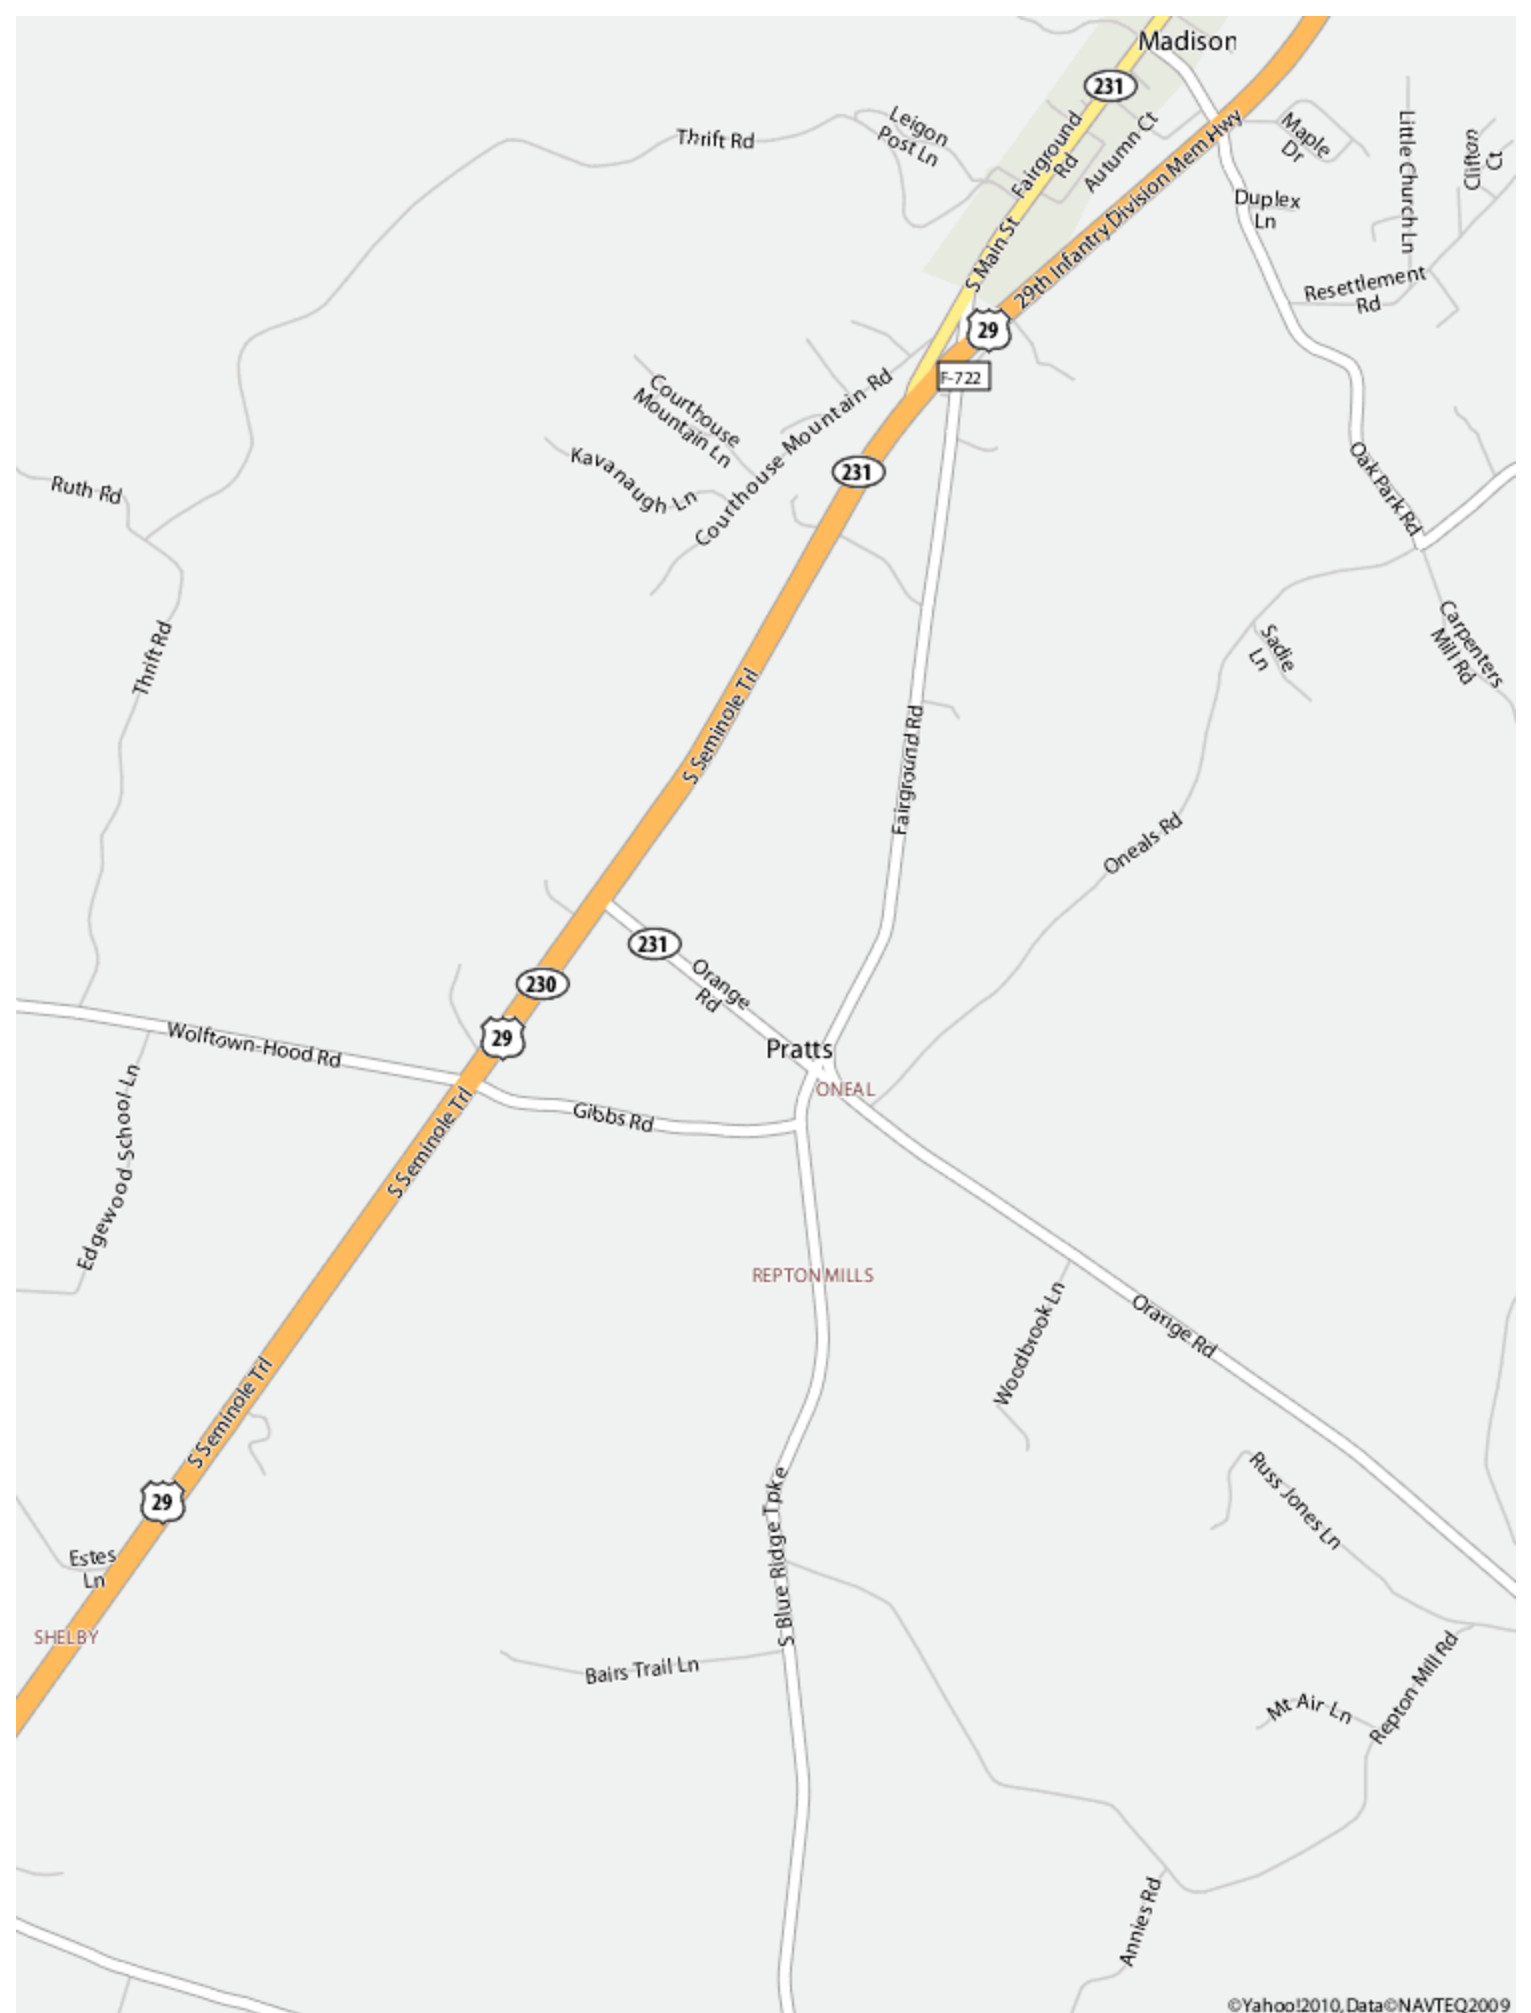 Madison
231
Leigon
Post Ln
Thrift Rd
Fairground
Rd
Autumn Ct
Maple
Dr
Little Church Ln
Clifton
Ct
29th Infantry Division Mem Hwy
Duplex
Ln
S Main St
Resettlement
Rd
29
F-722
Courthouse
Mountain Ln
Courthouse Mountain Rd
Kavanaugh Ln
231
Oak Park Rd
Ruth Rd
Thrift Rd
Sadie
Ln
Carpenters
Mill Rd
S Seminole Trl
Fairground Rd
Oneals Rd
231
Orange
Rd
230
29
Wolftown-Hood Rd
Pratts
ONEAL
Gibbs Rd
Edgewood School Ln
S Seminole Trl
REPTON MILLS
Woodbrook Ln
Orange Rd
S Seminole Trl
29
S Blue Ridge Tpke
Russ Jones Ln
Estes
Ln
SHELBY
Bairs Trail Ln
Repton Mill Rd
Mt Air Ln
Annies Rd
©Yahoo!2010, Data©NAVTEQ2009